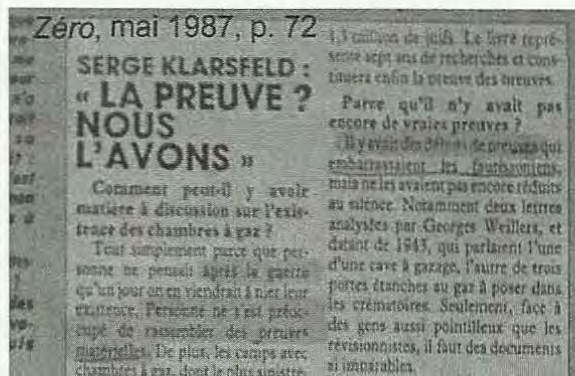 Zéro, mai 1987, p. 72
SERGE KLARSFELD :
« LA PREUVE ?
NOUS
L'AVONS »
Comment peut-il y avoir
matière à discussion sur l'exis-
tence des chambres à gaz ?
Tout simplement parce que per-
sonne ne pensait après la guerre
qu'un jour on en viendrait à nier leur
existence. Personne ne s'est préoc-
cupé de rassembler des preuves
matérielles. De plus, les camps avec
chambres à gaz, dont le plus sinistre,
1,3 million de juifs. Le livre repré-
sente sept ans de recherches et cons-
tituera enfin la preuve des preuves.
Parce qu'il n'y avait pas
encore de vraies preuves ?
Il y avait des débuts de preuves qui
embarrassaient les faurissoniens,
mais ne les avaient pas encore réduits
au silence. Notamment deux lettres
analysées par Georges Weillers, et
datant de 1943, qui parlaient l'une
d'une cave à gazage, l'autre de trois
portes étanches au gaz à poser dans
les crématoires. Seulement, face à
des gens aussi pointilleux que les
révisionnistes, il faut des documents
si imparables